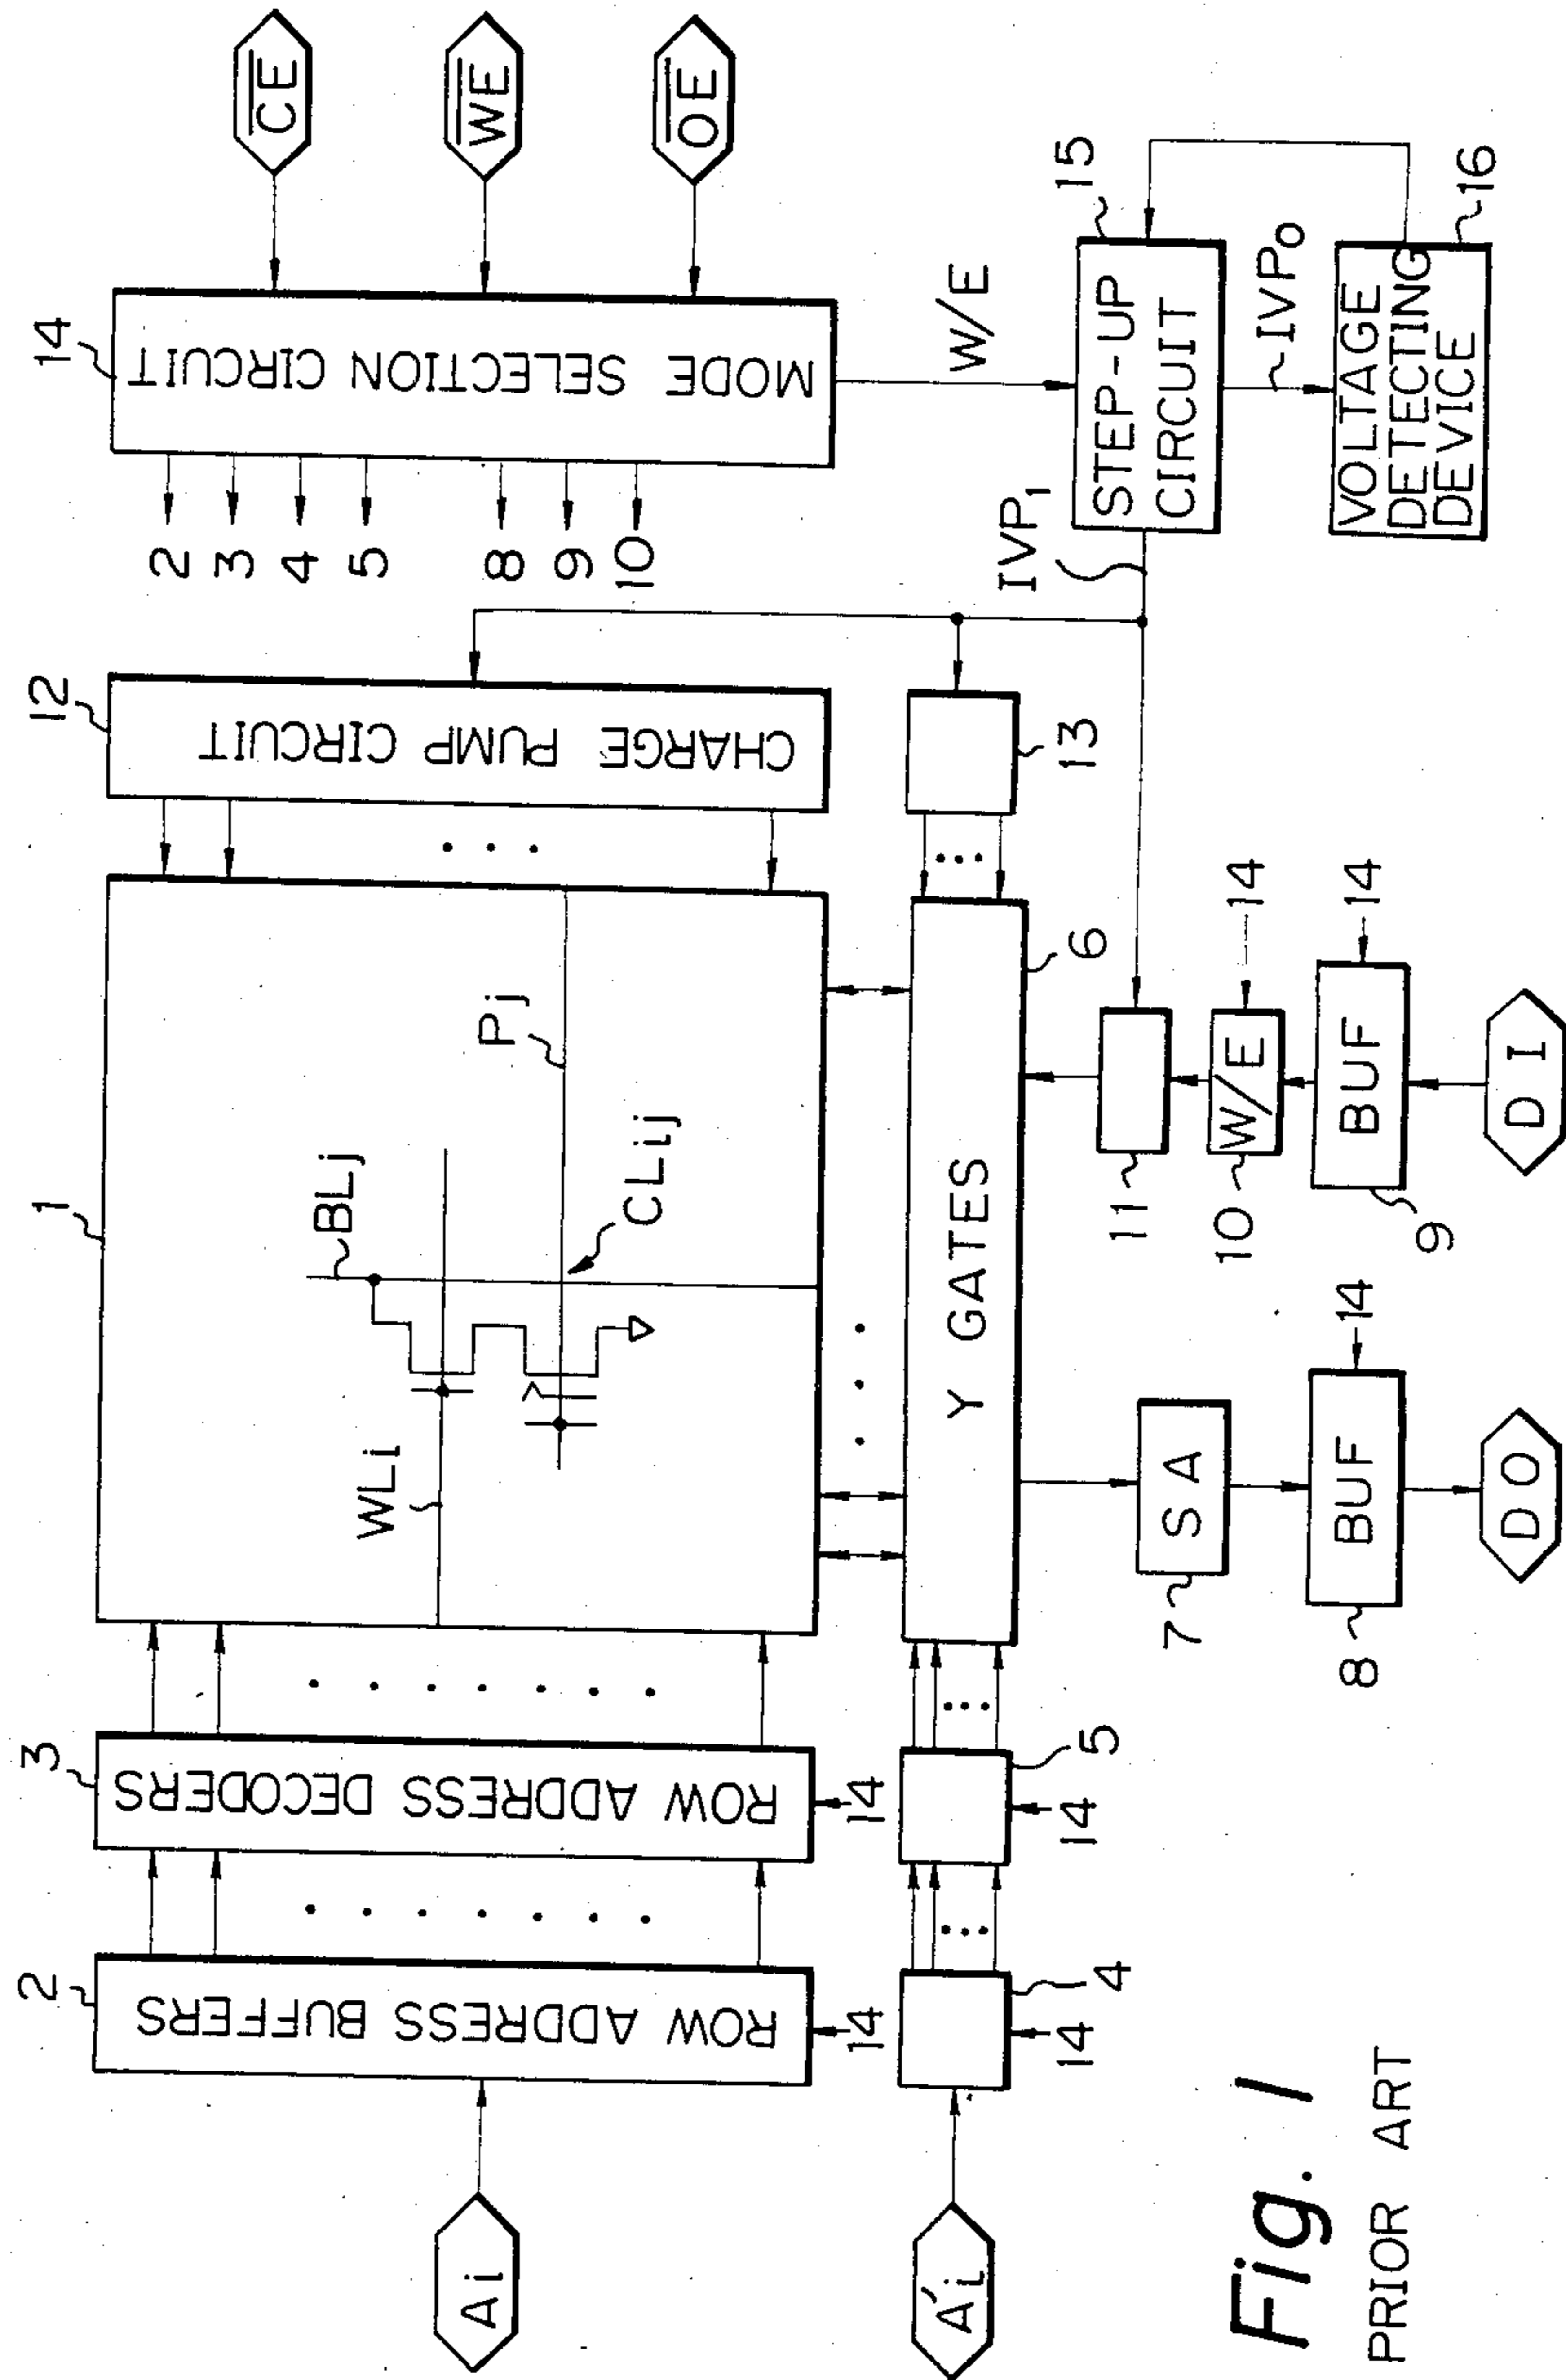 2
3
1
12
14
ROW ADDRESS BUFFERS
ROW ADDRESS DECODERS
CHARGE PUMP CIRCUIT
MODE SELECTION CIRCUIT
Ai
WLi
BLj
Pj
CLij
2
3
4
5
8
9
10
C̅E̅
W̅E̅
O̅E̅
14
14
A'i
14
4
14
5
Y GATES
6
13
IVP1
W/E
STEP-UP
CIRCUIT
15
IVP0
VOLTAGE
DETECTING
DEVICE
16
7
SA
11
10
W/E
14
8
BUF
14
9
BUF
14
DO
DI
Fig. 1
PRIOR ART